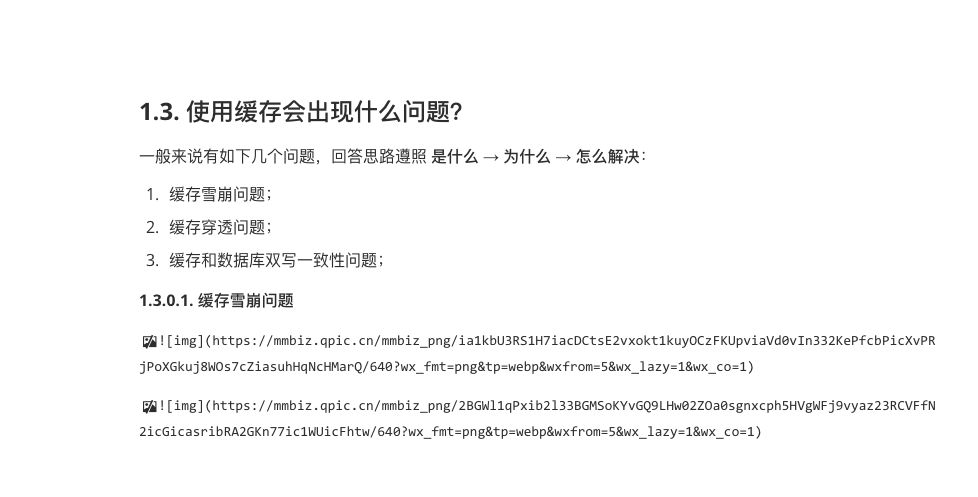 1.3. 使用缓存会出现什么问题?
一般来说有如下几个问题，回答思路遵照 是什么 → 为什么 → 怎么解决：
1. 缓存雪崩问题；
2. 缓存穿透问题；
3. 缓存和数据库双写一致性问题；
1.3.0.1. 缓存雪崩问题
![img](https://mmbiz.qpic.cn/mmbiz_png/ia1kbU3RS1H7iacDCtsE2vxokt1kuyOCzFKUpviaVd0vIn332KePfcbPicXvPR
jPoXGkuj8WOs7cZiasuhHqNcHMarQ/640?wx_fmt=png&tp=webp&wxfrom=5&wx_lazy=1&wx_co=1)
![img](https://mmbiz.qpic.cn/mmbiz_png/2BGWl1qPxib2l33BGMSoKYvGQ9LHw02ZOa0sgnxcph5HVgWFj9vyaz23RCVFfN
2icGicasribRA2GKn77ic1WUicFhtw/640?wx_fmt=png&tp=webp&wxfrom=5&wx_lazy=1&wx_co=1)